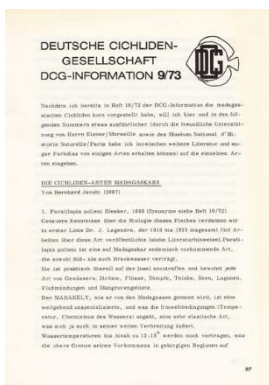 DEUTSCHE CICHLIDEN-
GESELLSCHAFT
DCG-INFORMATION 9/73
DCG
Nachdem ich bereits in Heft 10/72 der DCG-Information die madagas-
sischen Cichliden kurz vorgestellt habe, will ich hier und in den fol-
genden Nummern etwas ausführlicher (durch die freundliche Unterstüt-
zung von Herrn Kiener/Marseille sowie des Muséum National d'Hi-
storie Naturelle/Paris habe ich inzwischen weitere Literatur und so-
gar Farbdias von einigen Arten erhalten können) auf die einzelnen Ar-
ten eingehen.
DIE CICHLIDEN-ARTEN MADAGASKARS
Von Bernhard Jacobi (2087)
1. Paratilapia polleni Bleeker, 1868 (Synonyme siehe Heft 10/72)
Genauere Kenntnisse über die Biologie dieses Fisches verdanken wir
in erster Linie Dr. J. Legendre, der 1918 bis 1923 insgesamt fünf Ar-
beiten über diese Art veröffentlichte (siehe Literaturhinweise). Parati-
lapia polleni ist eine auf Madagaskar endemisch vorkommende Art,
die sowohl Süß- als auch Brackwasser verträgt.
Sie ist praktisch überall auf der Insel anzutreffen und bewohnt jede
Art von Gewässern: Ströme, Flüsse, Sümpfe, Teiche, Seen, Lagunen,
Flußmündungen und Mangrovegebiete.
Der MARAKELY, wie er von den Madagassen genannt wird, ist eine
weitgehend unspezialisierte, und was die Umweltbedingungen (Tempe-
ratur, Chemismus des Wassers) angeht, eine sehr elastische Art,
was sich ja auch in seiner weiten Verbreitung äußert.
Wassertemperaturen bis hinab zu 12-13° werden noch vertragen, was
die obere Grenze seines Vorkommens in gebirgigen Regionen auf
97